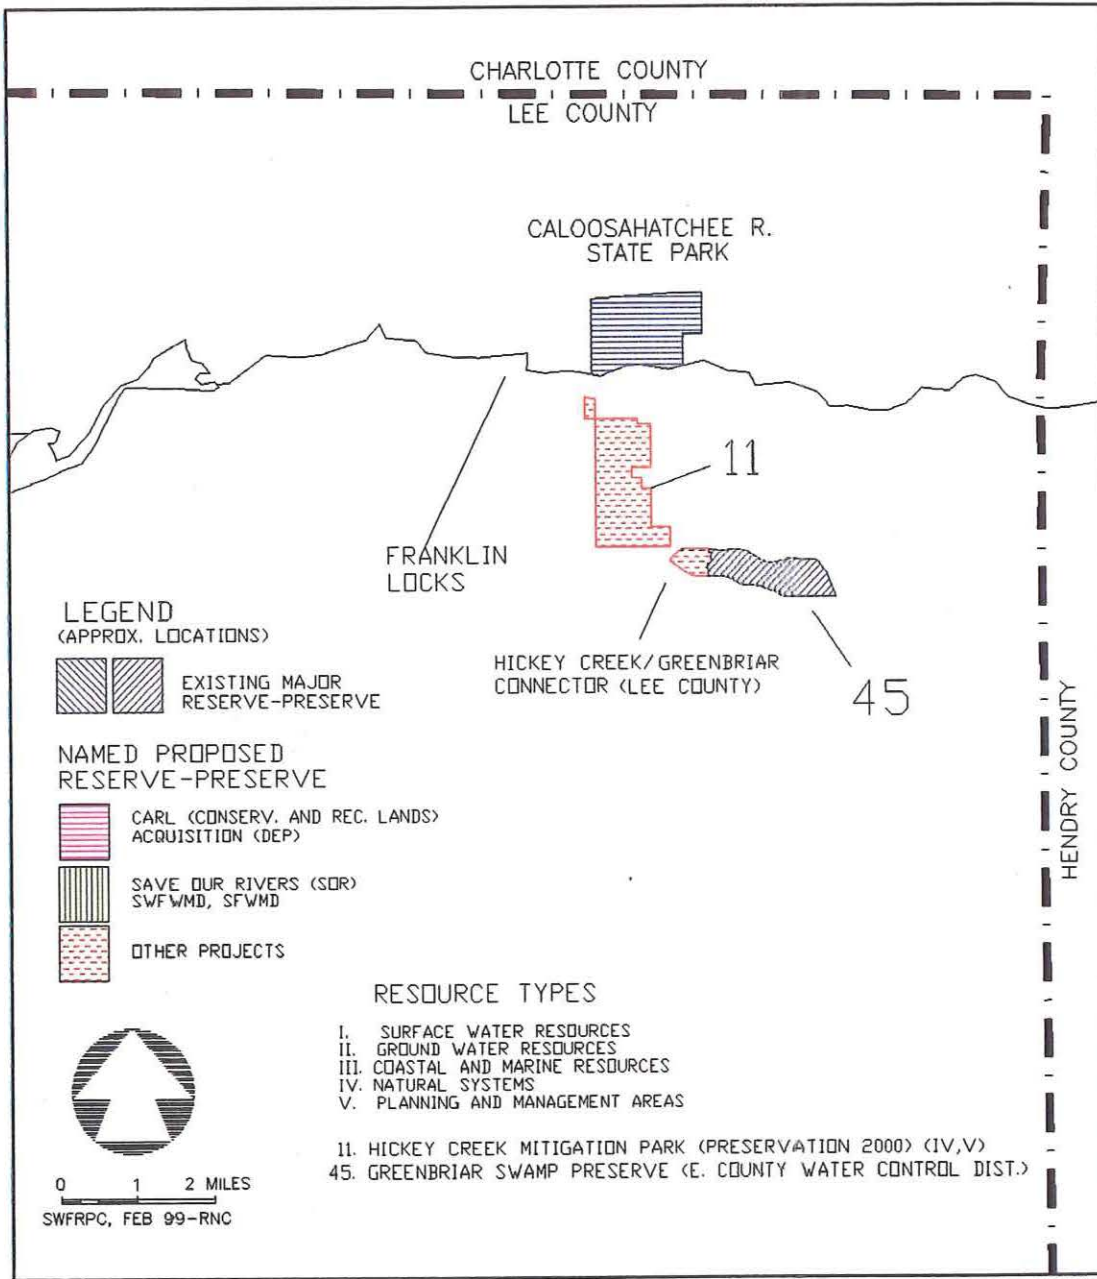 CHARLOTTE COUNTY
LEE COUNTY
CALOOSAHATCHEE R.
STATE PARK
11
FRANKLIN
LOCKS
HICKEY CREEK/GREENBRIAR
CONNECTOR (LEE COUNTY)
45
HENDRY COUNTY
LEGEND
(APPROX. LOCATIONS)
EXISTING MAJOR
RESERVE-PRESERVE
NAMED PROPOSED
RESERVE-PRESERVE
CARL (CONSERV. AND REC. LANDS)
ACQUISITION (DEP)
SAVE OUR RIVERS (SOR)
SWFWMD, SFWMD
OTHER PROJECTS
RESOURCE TYPES
I. SURFACE WATER RESOURCES
II. GROUND WATER RESOURCES
III. COASTAL AND MARINE RESOURCES
IV. NATURAL SYSTEMS
V. PLANNING AND MANAGEMENT AREAS
11. HICKEY CREEK MITIGATION PARK (PRESERVATION 2000) (IV,V)
45. GREENBRIAR SWAMP PRESERVE (E. COUNTY WATER CONTROL DIST.)
0 1 2 MILES
SWFRPC, FEB 99-RNC